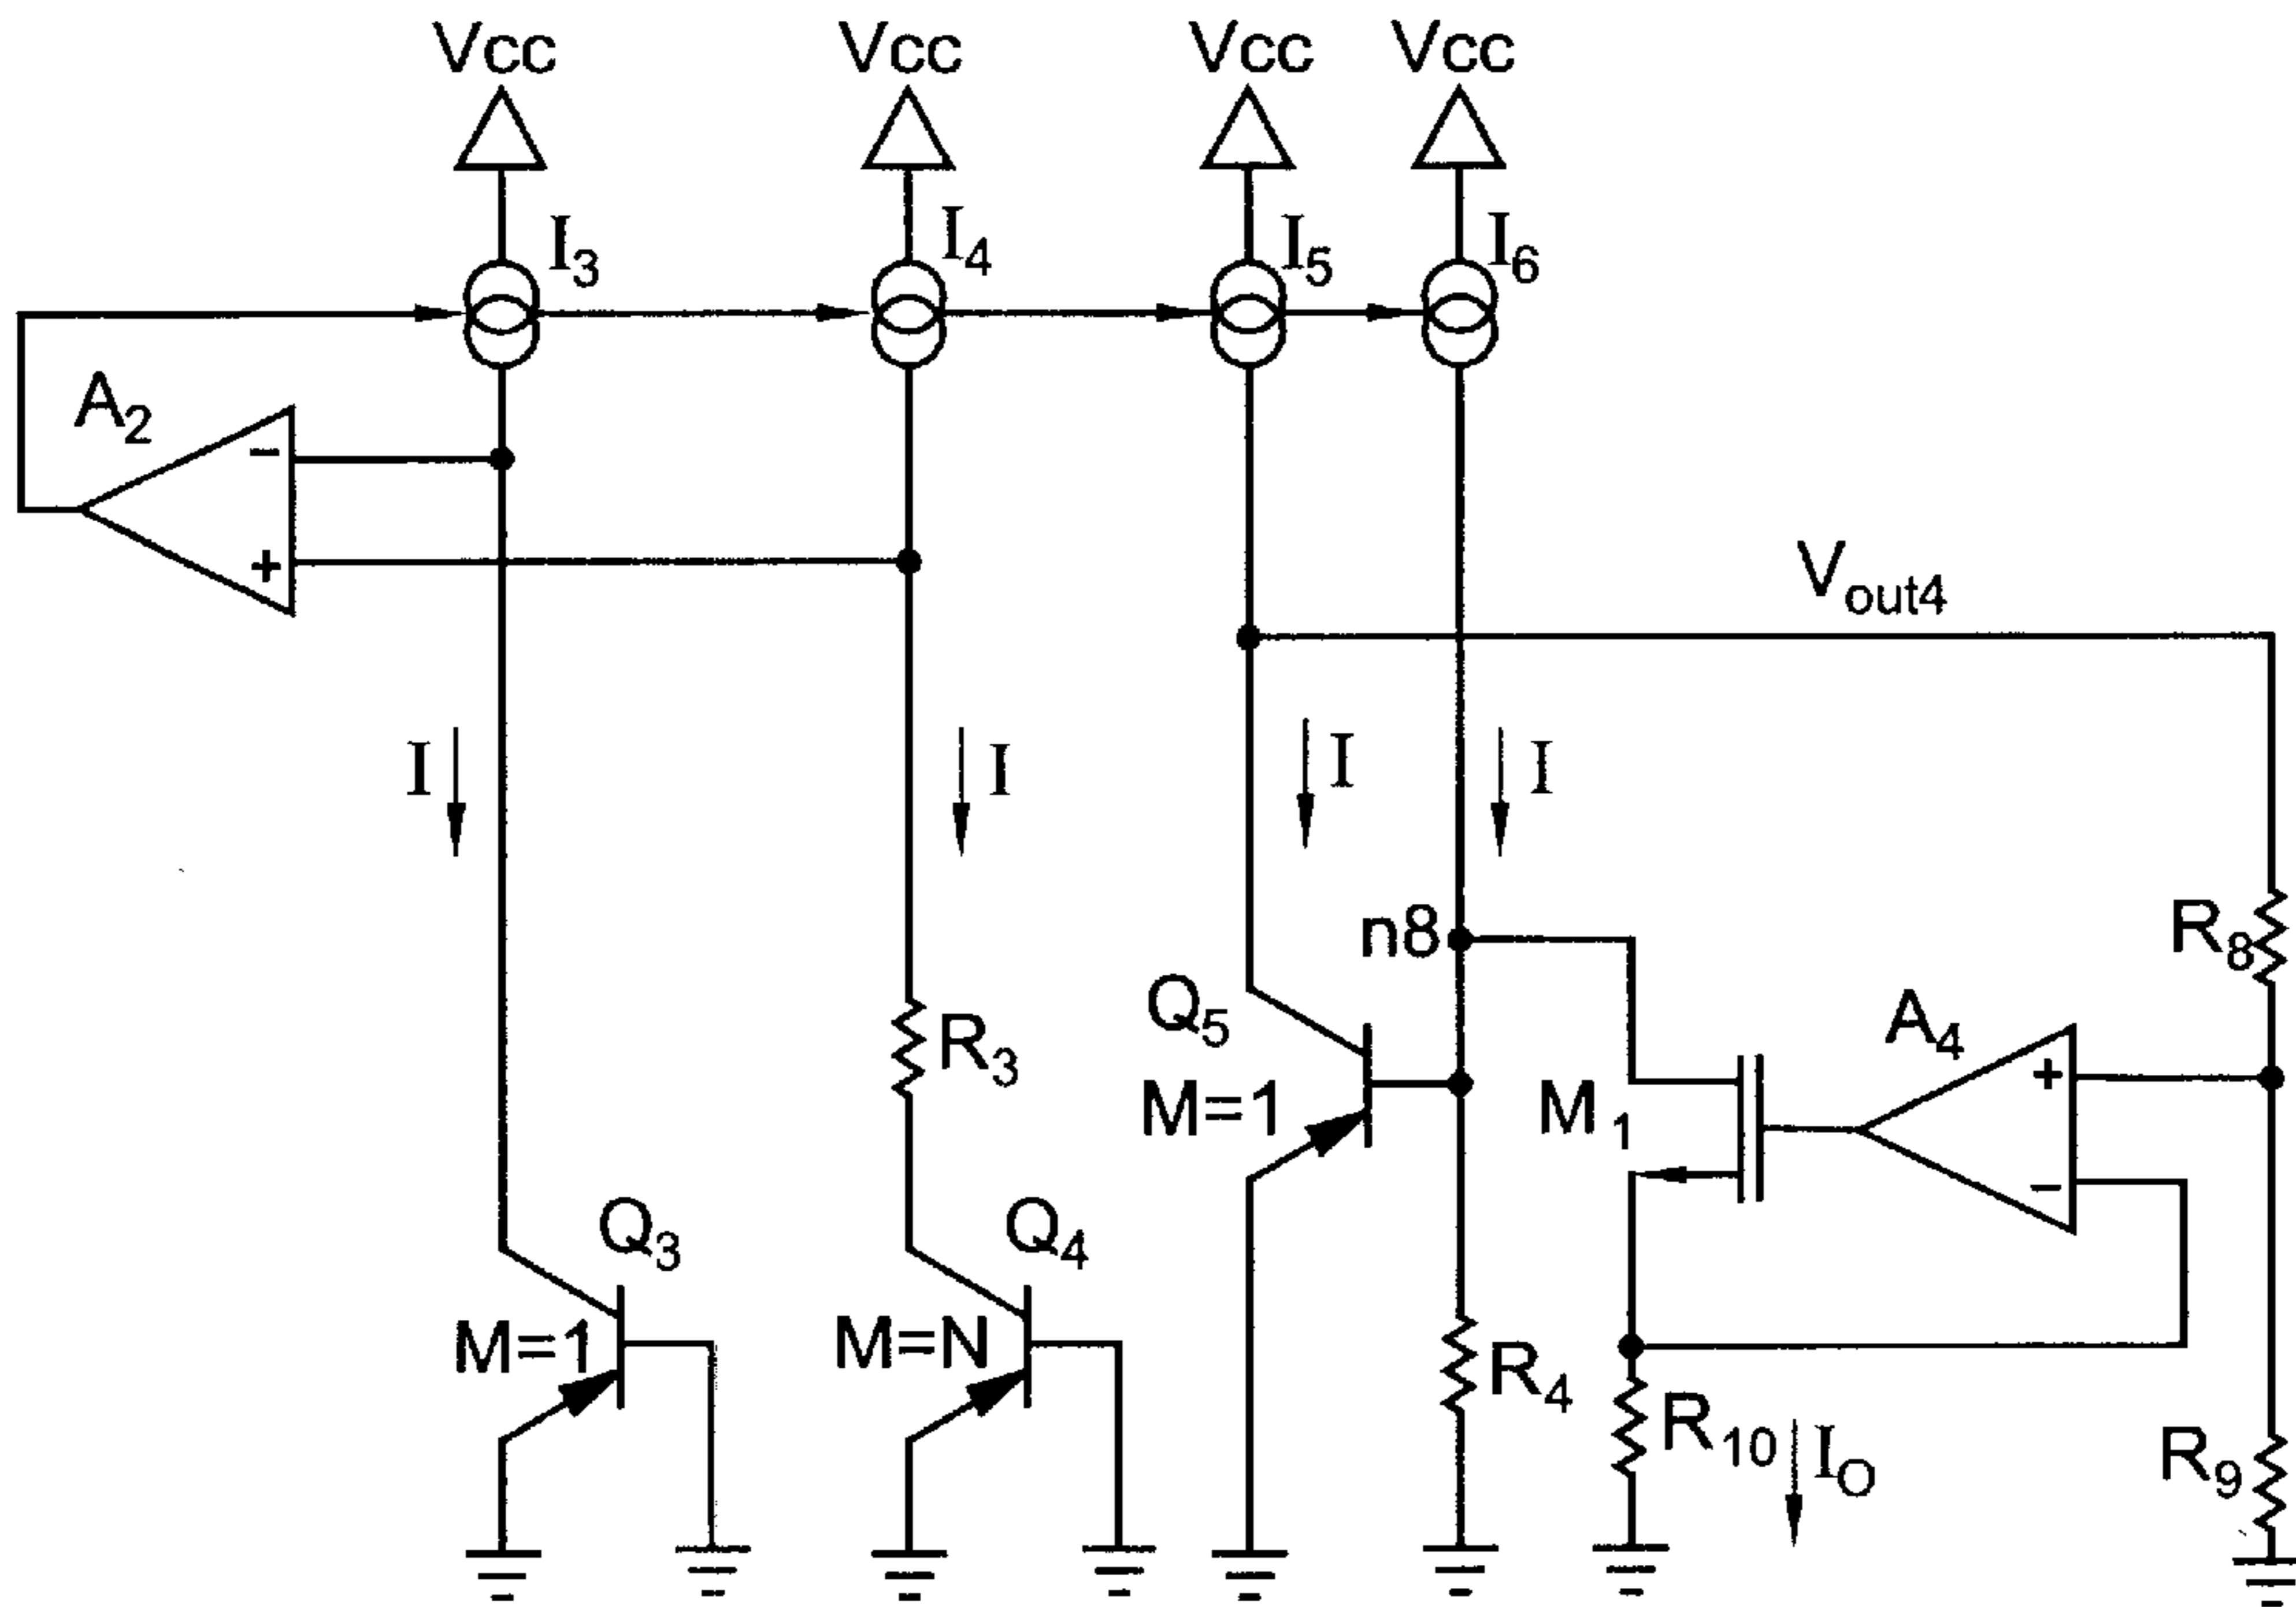 Vcc Vcc Vcc Vcc
I3 I4 I5 I6
A2
− +
Vout4
I I I I
n8
R8
Q5
M=1
R3
M1
A4
+ −
Q3
M=1
Q4
M=N
R4
R10
IO
R9